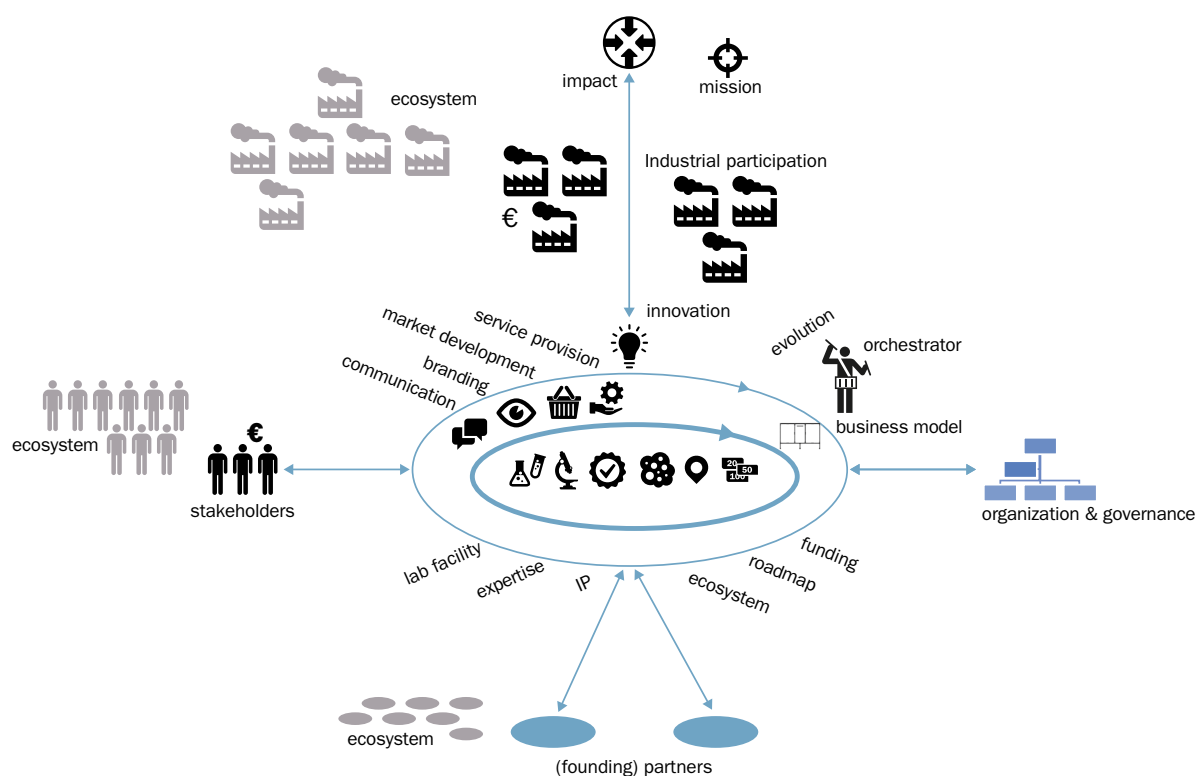 impact
mission
ecosystem
Industrial participation
€
innovation
service provision
market development
branding
communication
evolution
orchestrator
business model
ecosystem
€
stakeholders
20
50
100
organization & governance
lab facility
expertise
IP
ecosystem
roadmap
funding
ecosystem
(founding) partners